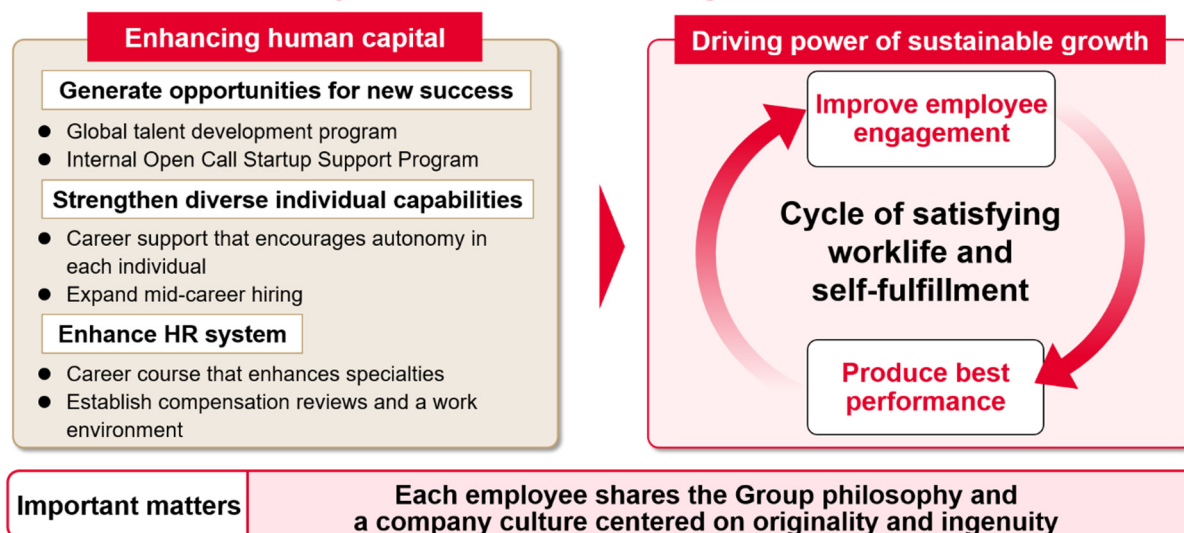 Enhancing human capital
Generate opportunities for new success
● Global talent development program
● Internal Open Call Startup Support Program
Strengthen diverse individual capabilities
● Career support that encourages autonomy in
each individual
● Expand mid-career hiring
Enhance HR system
● Career course that enhances specialties
● Establish compensation reviews and a work
environment
Driving power of sustainable growth
Improve employee
engagement
Cycle of satisfying
worklife and
self-fulfillment
Produce best
performance
Important matters
Each employee shares the Group philosophy and
a company culture centered on originality and ingenuity